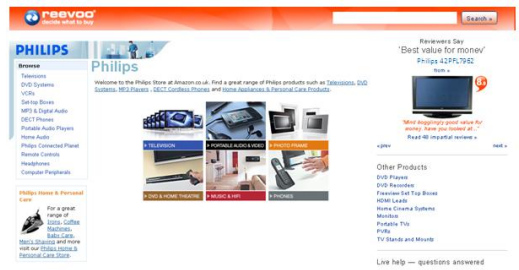 reevoo
decide what to buy
Search »
PHILIPS
Browse
Televisions
DVD Systems
VCRs
Set-top Boxes
MP3 & Digital Audio
DECT Phones
Portable Audio Players
Home Audio
Philips Connected Planet
Remote Controls
Headphones
Computer Peripherals
Philips Home & Personal
Care
For a great
range of
Irons, Coffee
Machines,
Baby Care,
Men's Shaving and more
visit our Philips Home &
Personal Care Store.
Philips
Welcome to the Philips Store at Amazon.co.uk. Find a great range of Philips products such as Televisions, DVD
Systems, MP3 Players , DECT Cordless Phones and Home Appliances & Personal Care Products.
TELEVISION
PORTABLE AUDIO & VIDEO
PHOTO FRAME
DVD & HOME THEATRE
MUSIC & HIFI
PHONES
Reviewers Say
'Best value for money'
Philips 42PFL7962
from »
"Mind bogglingly good value for
money. have you looked at..."
Read 48 impartial reviews »
«prev
next »
Other Products
DVD Players
DVD Recorders
Freeview Set Top Boxes
HDMI Leads
Home Cinema Systems
Monitors
Portable TVs
PVRs
TV Stands and Mounts
Live help — questions answered